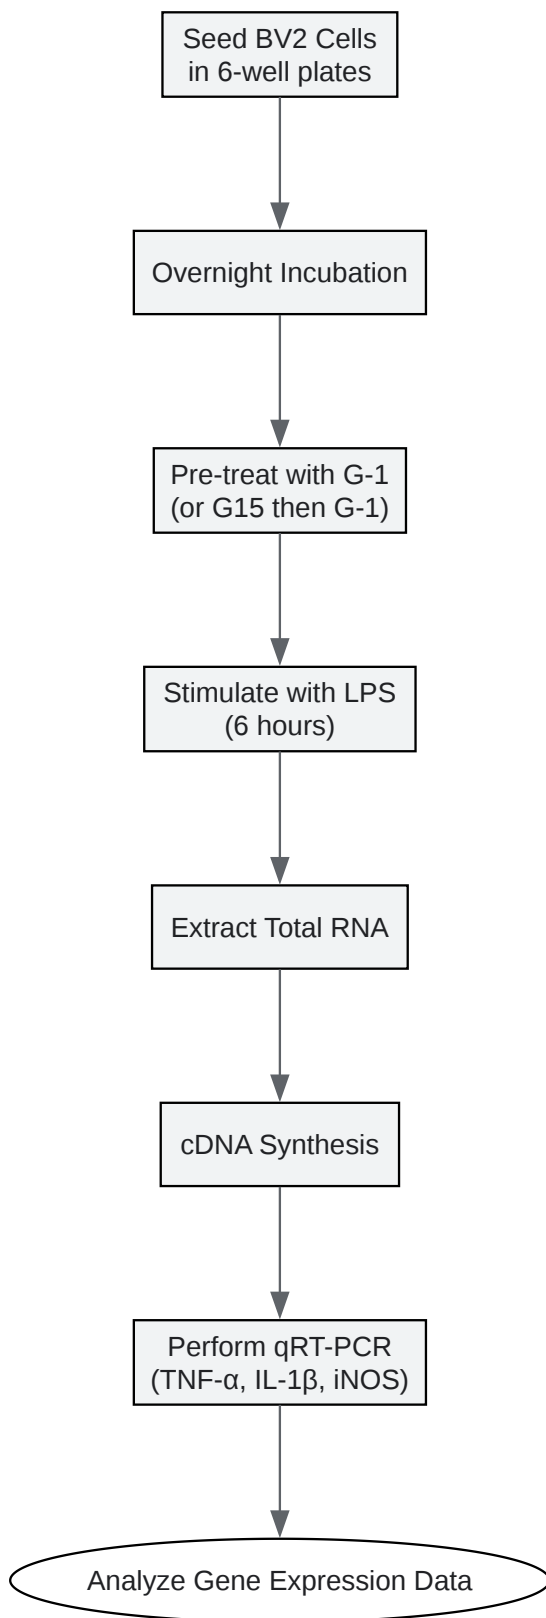 Seed BV2 Cells
in 6-well plates
Overnight Incubation
Pre-treat with G-1
(or G15 then G-1)
Stimulate with LPS
(6 hours)
Extract Total RNA
cDNA Synthesis
Perform qRT-PCR
(TNF-α, IL-1β, iNOS)
Analyze Gene Expression Data